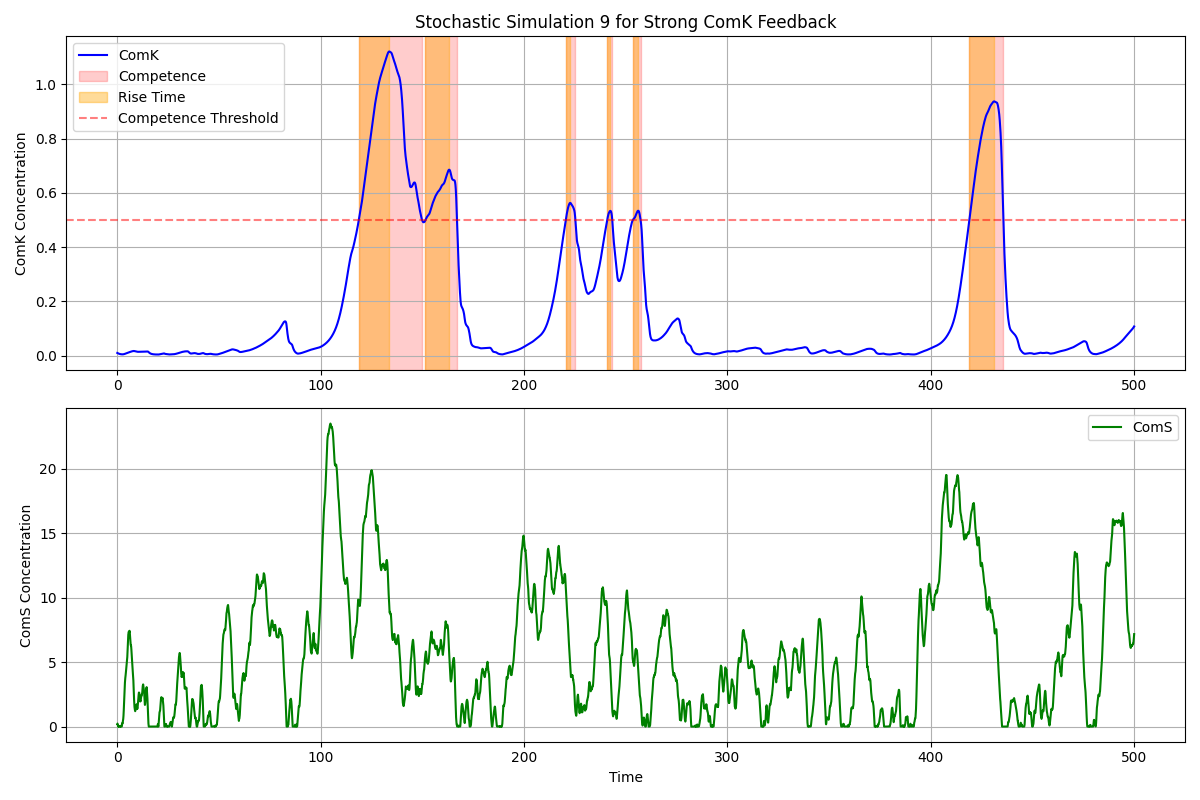 Stochastic Simulation 9 for Strong ComK Feedback
ComK
Competence
Rise Time
Competence Threshold
ComK Concentration
1.0
0.8
0.6
0.4
0.2
0.0
0 100 200 300 400 500
ComS
ComS Concentration
20
15
10
5
0
0 100 200 300 400 500
Time